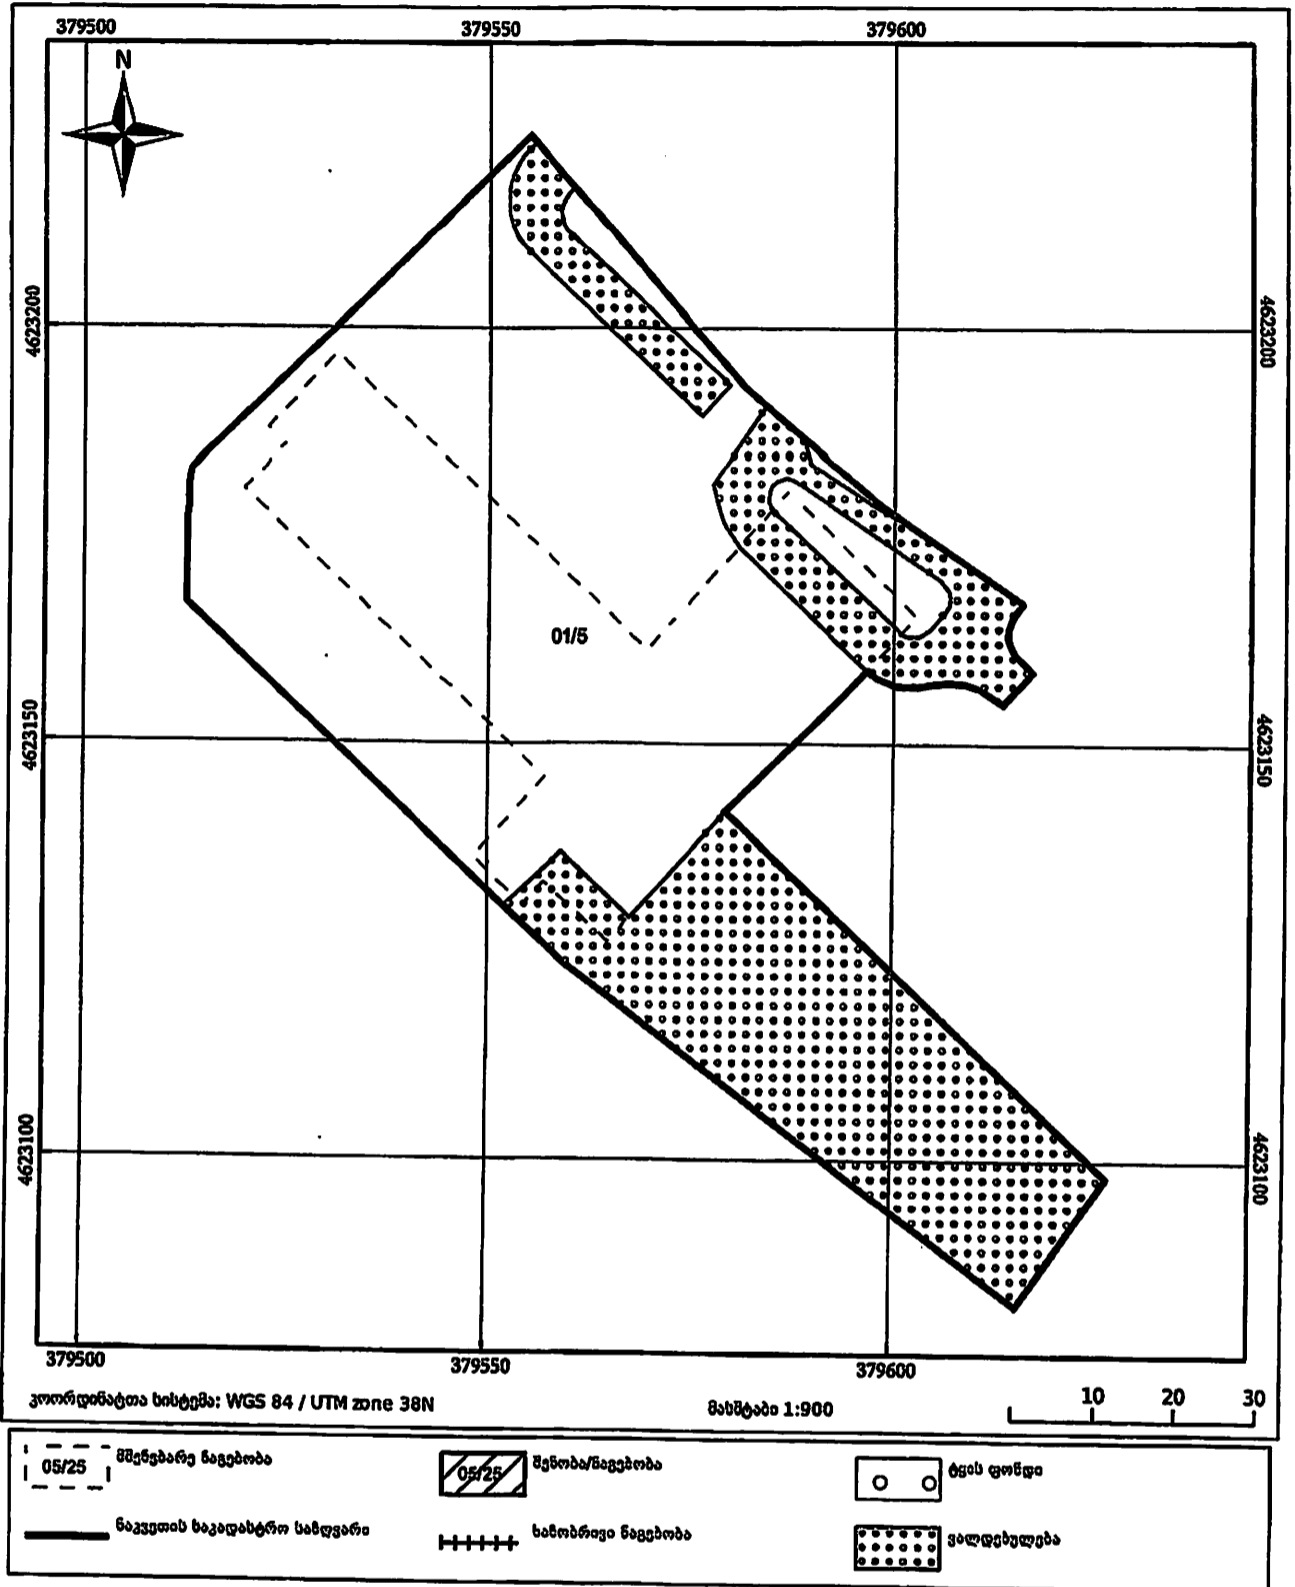 379500 379550 379600
N
4623200 4623200
01/5
4623150 4623150
4623100 4623100
379500 379550 379600
კოორდინატთა სისტემა: WGS 84 / UTM zone 38N
მასშტაბი 1:900
10 20 30
05/25 მშენებარე ნაგებობა
05/25 შენობა/ნაგებობა
ტყის ფონდი
ნაკვეთის საკადასტრო საზღვარი
ხაზობრივი ნაგებობა
ვალდებულება